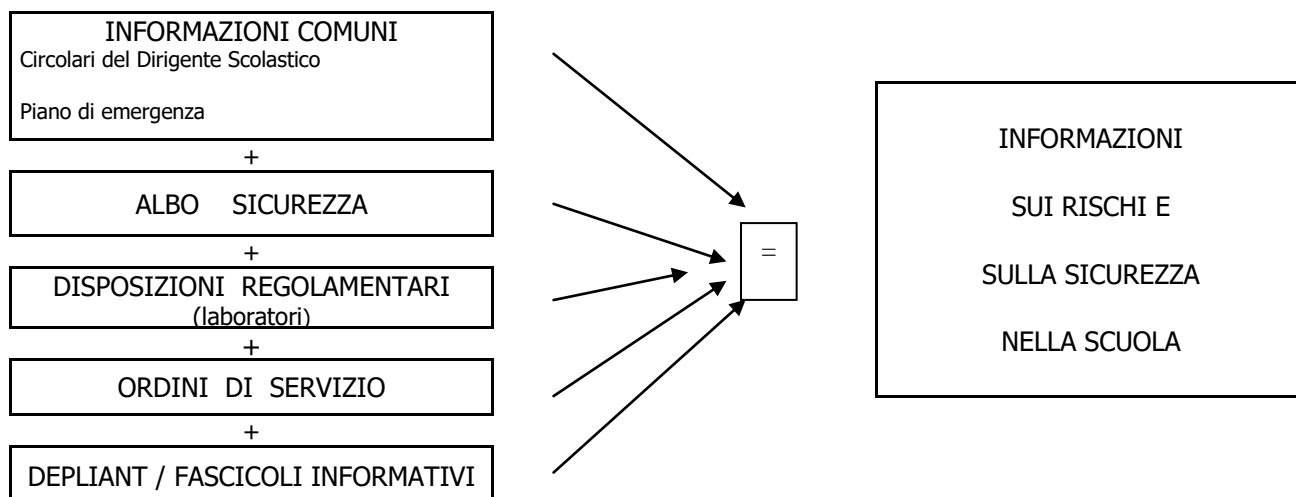 INFORMAZIONI COMUNI
Circolari del Dirigente Scolastico
Piano di emergenza
+
ALBO SICUREZZA
+
DISPOSIZIONI REGOLAMENTARI
(laboratori)
+
ORDINI DI SERVIZIO
+
DEPLIANT / FASCICOLI INFORMATIVI
=
INFORMAZIONI
SUI RISCHI E
SULLA SICUREZZA
NELLA SCUOLA